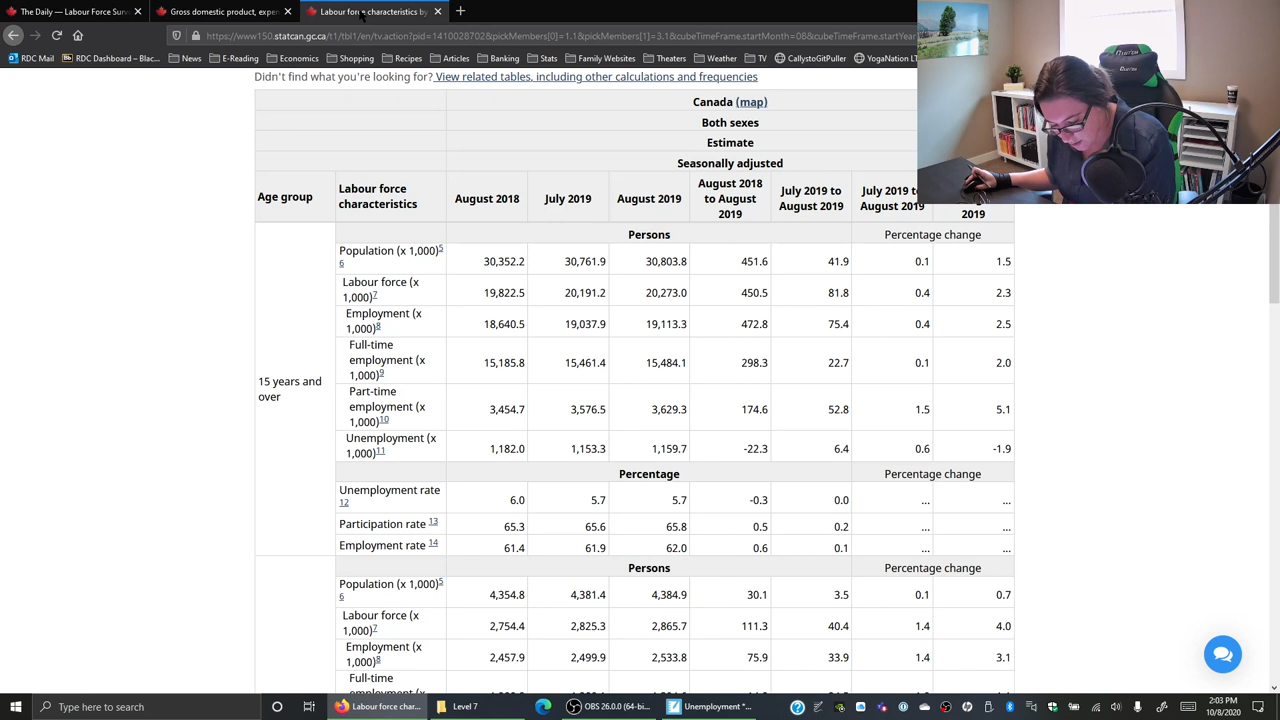 The Daily — Labour Force Surv
Gross domestic product, expen
Labour force characteristics by
https://www150.statcan.gc.ca/t1/tbl1/en/tv.action?pid=1410028702&pickMembers[0]=1.1&pickMembers[1]=3.1&cubeTimeFrame.startMonth=08&cubeTimeFrame.startYear
RDC Mail RDC Dashboard – Blac... News E-Reading Economics Shopping Recipes Articles Banking Stats Family Websites Theaters Weather TV CallystoGitPuller YogaNation LT
Didn't find what you're looking for? View related tables, including other calculations and frequencies
Canada (map)
Both sexes
Estimate
Seasonally adjusted
Age group
Labour force characteristics
August 2018
July 2019
August 2019
August 2018 to August 2019
July 2019 to August 2019
July 2019 to August 2019
2019
Persons Percentage change
15 years and over
Population (x 1,000)5 6 30,352.2 30,761.9 30,803.8 451.6 41.9 0.1 1.5
Labour force (x 1,000)7 19,822.5 20,191.2 20,273.0 450.5 81.8 0.4 2.3
Employment (x 1,000)8 18,640.5 19,037.9 19,113.3 472.8 75.4 0.4 2.5
Full-time employment (x 1,000)9 15,185.8 15,461.4 15,484.1 298.3 22.7 0.1 2.0
Part-time employment (x 1,000)10 3,454.7 3,576.5 3,629.3 174.6 52.8 1.5 5.1
Unemployment (x 1,000)11 1,182.0 1,153.3 1,159.7 -22.3 6.4 0.6 -1.9
Percentage Percentage change
Unemployment rate 12 6.0 5.7 5.7 -0.3 0.0 ... ...
Participation rate 13 65.3 65.6 65.8 0.5 0.2 ... ...
Employment rate 14 61.4 61.9 62.0 0.6 0.1 ... ...
Persons Percentage change
Population (x 1,000)5 6 4,354.8 4,381.4 4,384.9 30.1 3.5 0.1 0.7
Labour force (x 1,000)7 2,754.4 2,825.3 2,865.7 111.3 40.4 1.4 4.0
Employment (x 1,000)8 2,457.9 2,499.9 2,533.8 75.9 33.9 1.4 3.1
Full-time
employment (x
Type here to search
Labour force char...
Level 7
OBS 26.0.0 (64-bi...
Unemployment *...
2:03 PM
10/8/2020